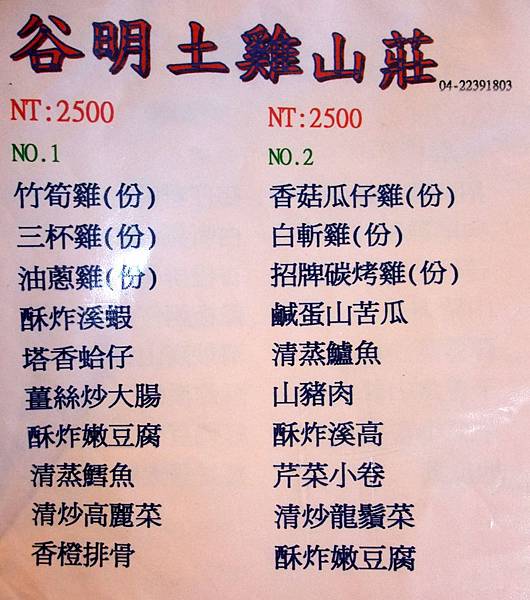 谷明土雞山莊
04-22391803
NT:2500
NO.1
竹筍雞(份)
三杯雞(份)
油蔥雞(份)
酥炸溪蝦
塔香蛤仔
薑絲炒大腸
酥炸嫩豆腐
清蒸鱈魚
清炒高麗菜
香橙排骨
NT:2500
NO.2
香菇瓜仔雞(份)
白斬雞(份)
招牌碳烤雞(份)
鹹蛋山苦瓜
清蒸鱸魚
山豬肉
酥炸溪高
芹菜小卷
清炒龍鬚菜
酥炸嫩豆腐